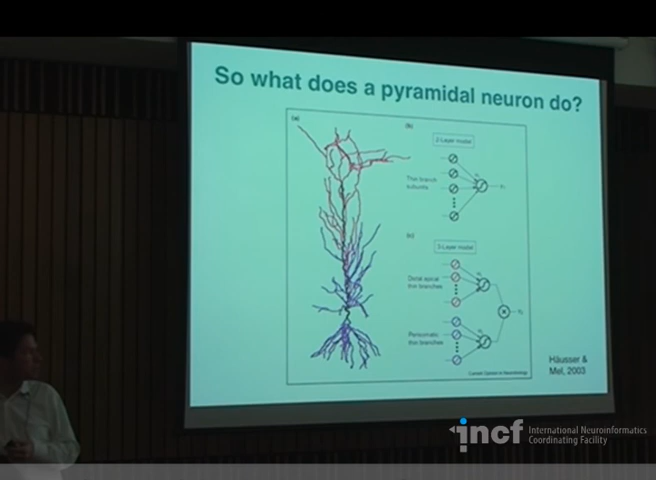 So what does a pyramidal neuron do?
(a)
(b)
2-Layer model
Thin branch
subunits
(c)
3-Layer model
Distal apical
thin branches
Perisomatic
thin branches
Current Opinion in Neurobiology
Häusser &
Mel, 2003
incf
International Neuroinformatics
Coordinating Facility